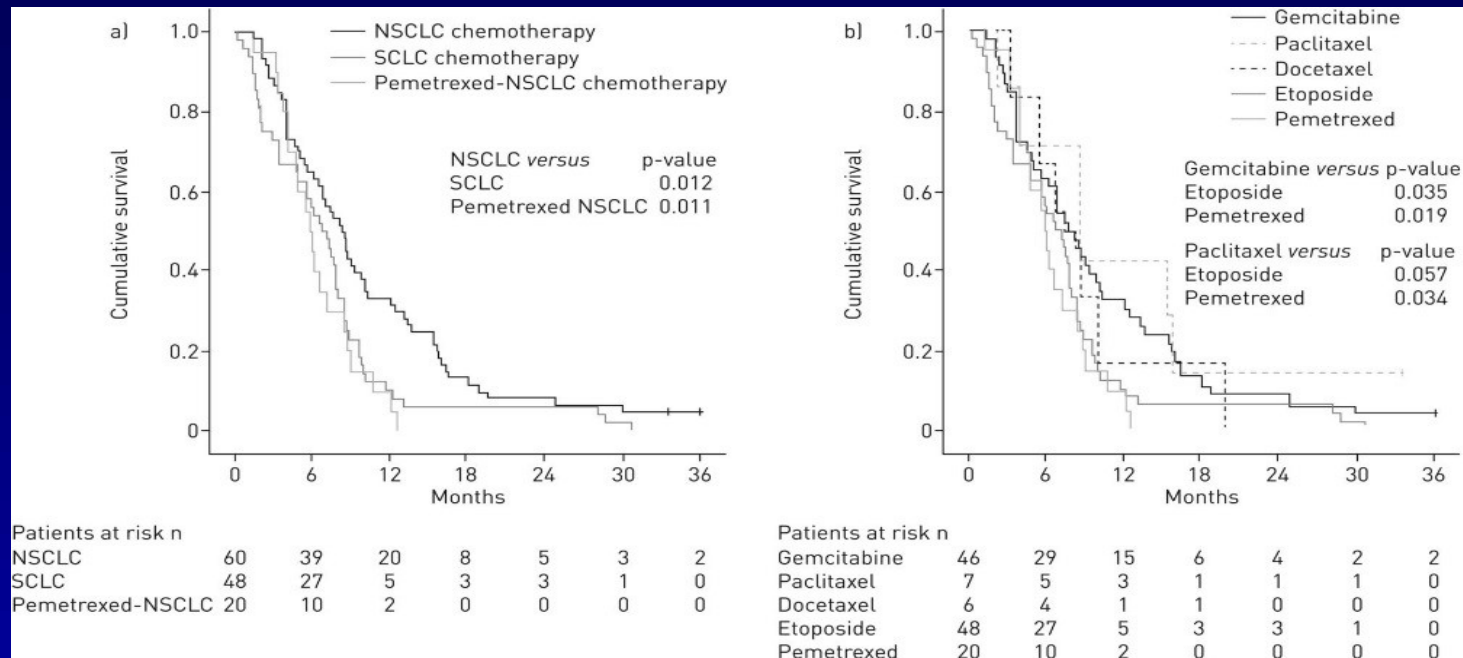 a)
NSCLC chemotherapy
SCLC chemotherapy
Pemetrexed-NSCLC chemotherapy
NSCLC versus p-value
SCLC 0.012
Pemetrexed NSCLC 0.011
Cumulative survival
1.0
0.8
0.6
0.4
0.2
0
0 6 12 18 24 30 36
Months
Patients at risk n
NSCLC 60 39 20 8 5 3 2
SCLC 48 27 5 3 3 1 0
Pemetrexed-NSCLC 20 10 2 0 0 0 0
b)
Gemcitabine
Paclitaxel
Docetaxel
Etoposide
Pemetrexed
Gemcitabine versus p-value
Etoposide 0.035
Pemetrexed 0.019
Paclitaxel versus p-value
Etoposide 0.057
Pemetrexed 0.034
Cumulative survival
1.0
0.8
0.6
0.4
0.2
0
0 6 12 18 24 30 36
Months
Patients at risk n
Gemcitabine 46 29 15 6 4 2 2
Paclitaxel 7 5 3 1 1 1 0
Docetaxel 6 4 1 1 0 0 0
Etoposide 48 27 5 3 3 1 0
Pemetrexed 20 10 2 0 0 0 0